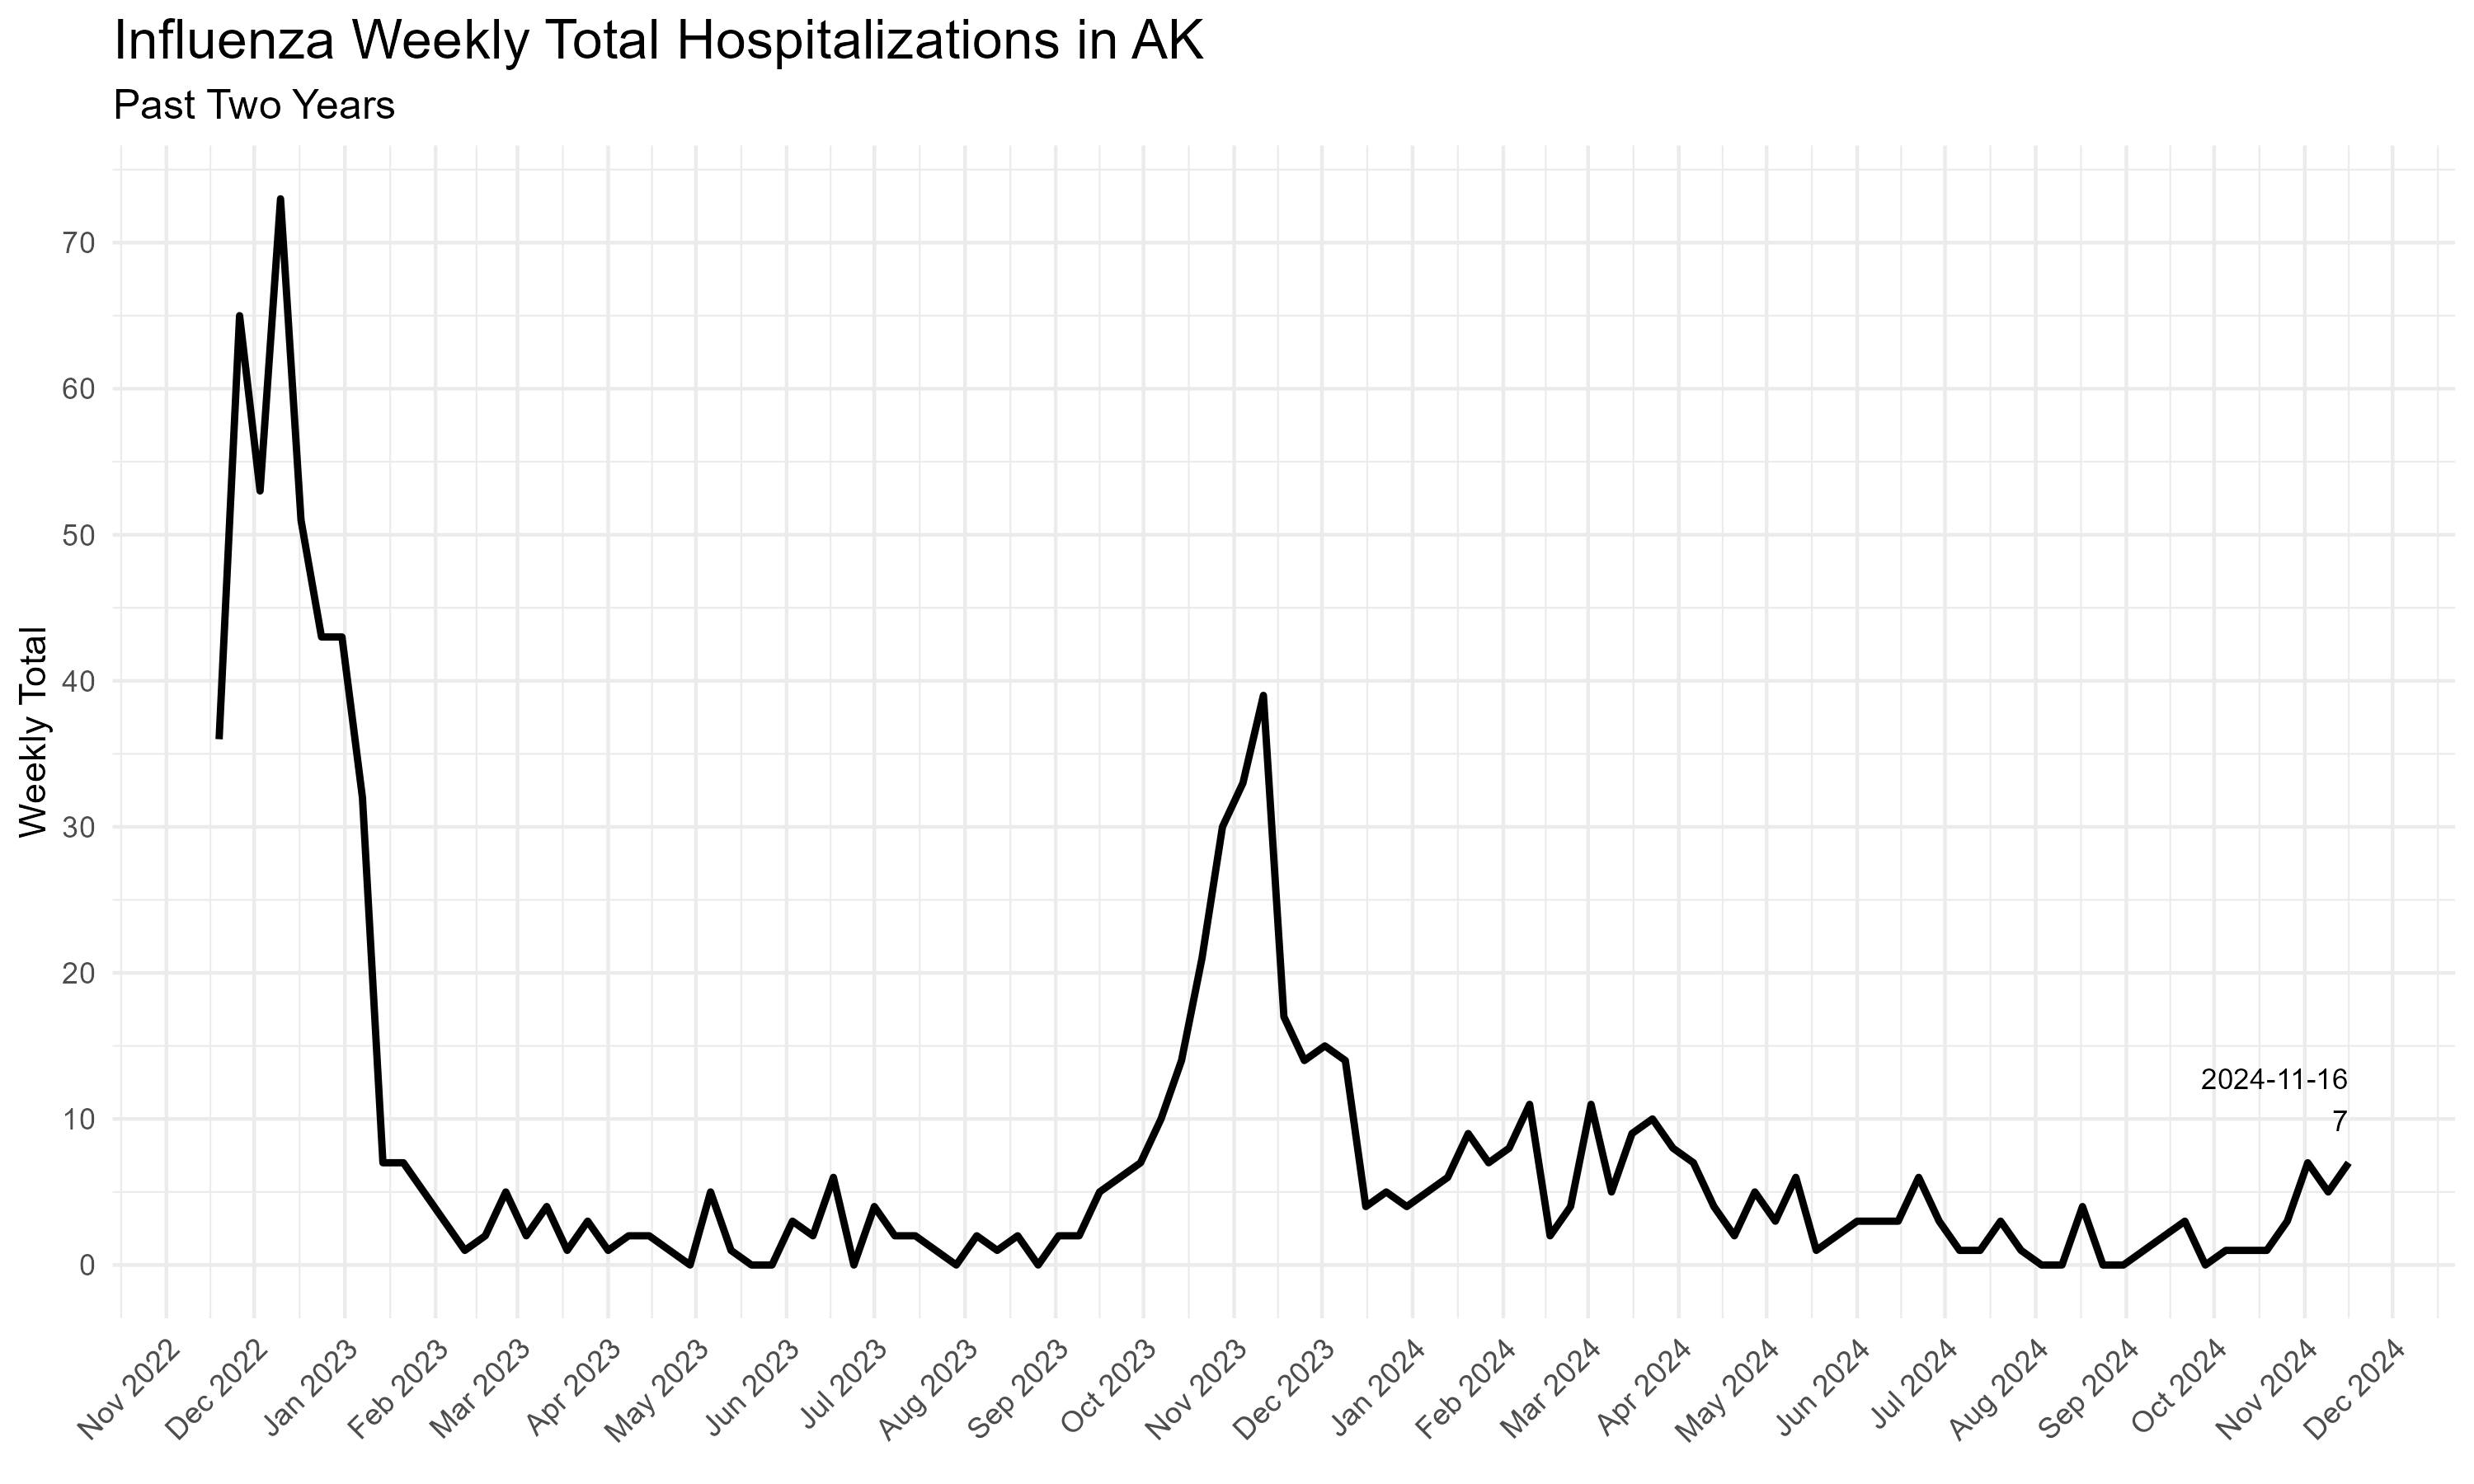 Influenza Weekly Total Hospitalizations in AK
Past Two Years
Weekly Total
70
60
50
40
30
20
10
0
2024-11-16
7
Nov 2022
Dec 2022
Jan 2023
Feb 2023
Mar 2023
Apr 2023
May 2023
Jun 2023
Jul 2023
Aug 2023
Sep 2023
Oct 2023
Nov 2023
Dec 2023
Jan 2024
Feb 2024
Mar 2024
Apr 2024
May 2024
Jun 2024
Jul 2024
Aug 2024
Sep 2024
Oct 2024
Nov 2024
Dec 2024